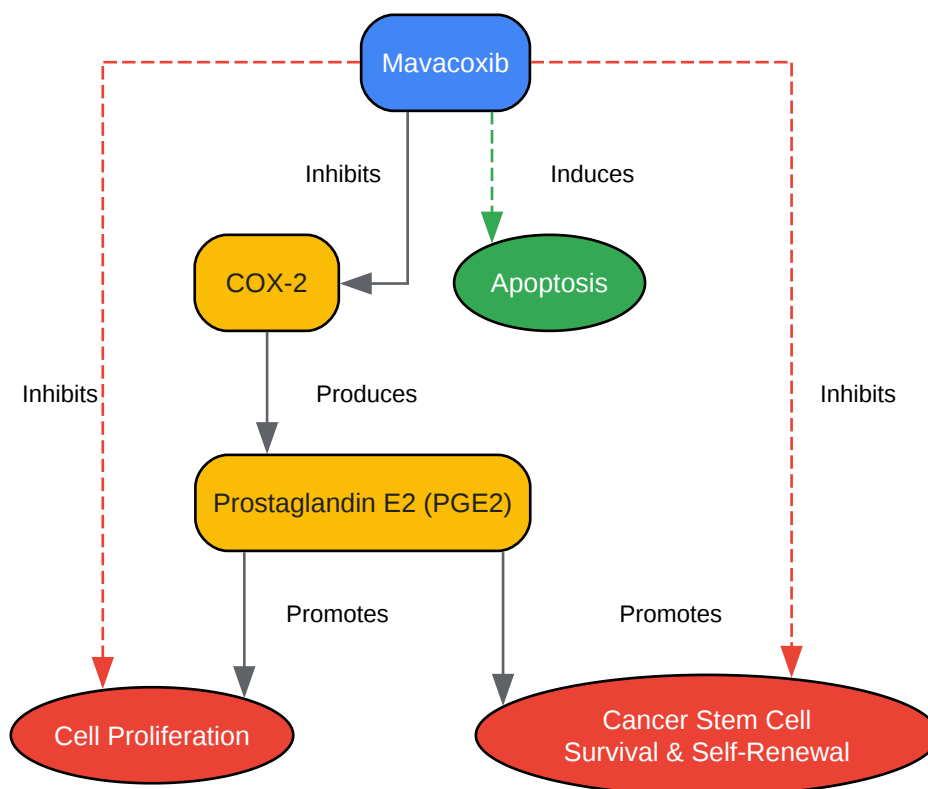 Mavacoxib
Inhibits
Induces
COX-2
Apoptosis
Inhibits
Produces
Inhibits
Prostaglandin E2 (PGE2)
Promotes
Promotes
Cell Proliferation
Cancer Stem Cell
Survival & Self-Renewal